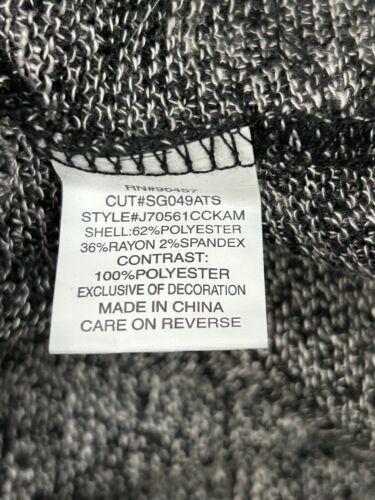 RN#96457
CUT#SG049ATS
STYLE#J70561CCKAM
SHELL:62%POLYESTER
36%RAYON 2%SPANDEX
CONTRAST:
100%POLYESTER
EXCLUSIVE OF DECORATION
MADE IN CHINA
CARE ON REVERSE